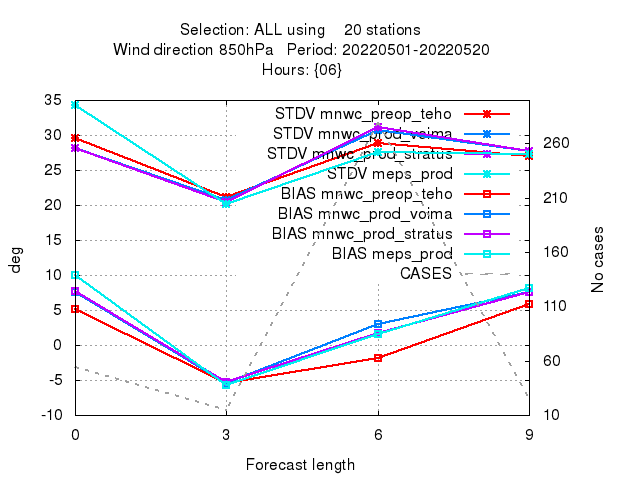 Selection: ALL using 20 stations
Wind direction 850hPa Period: 20220501-20220520
Hours: {06}
35
30
25
20
15
10
5
0
-5
-10
deg
STDV mnwc_preop_teho
STDV mnwc_prod_voima
STDV mnwc_prod_stratus
STDV meps_prod
BIAS mnwc_preop_teho
BIAS mnwc_prod_voima
BIAS mnwc_prod_stratus
BIAS meps_prod
CASES
260
210
160
110
60
10
No cases
0 3 6 9
Forecast length